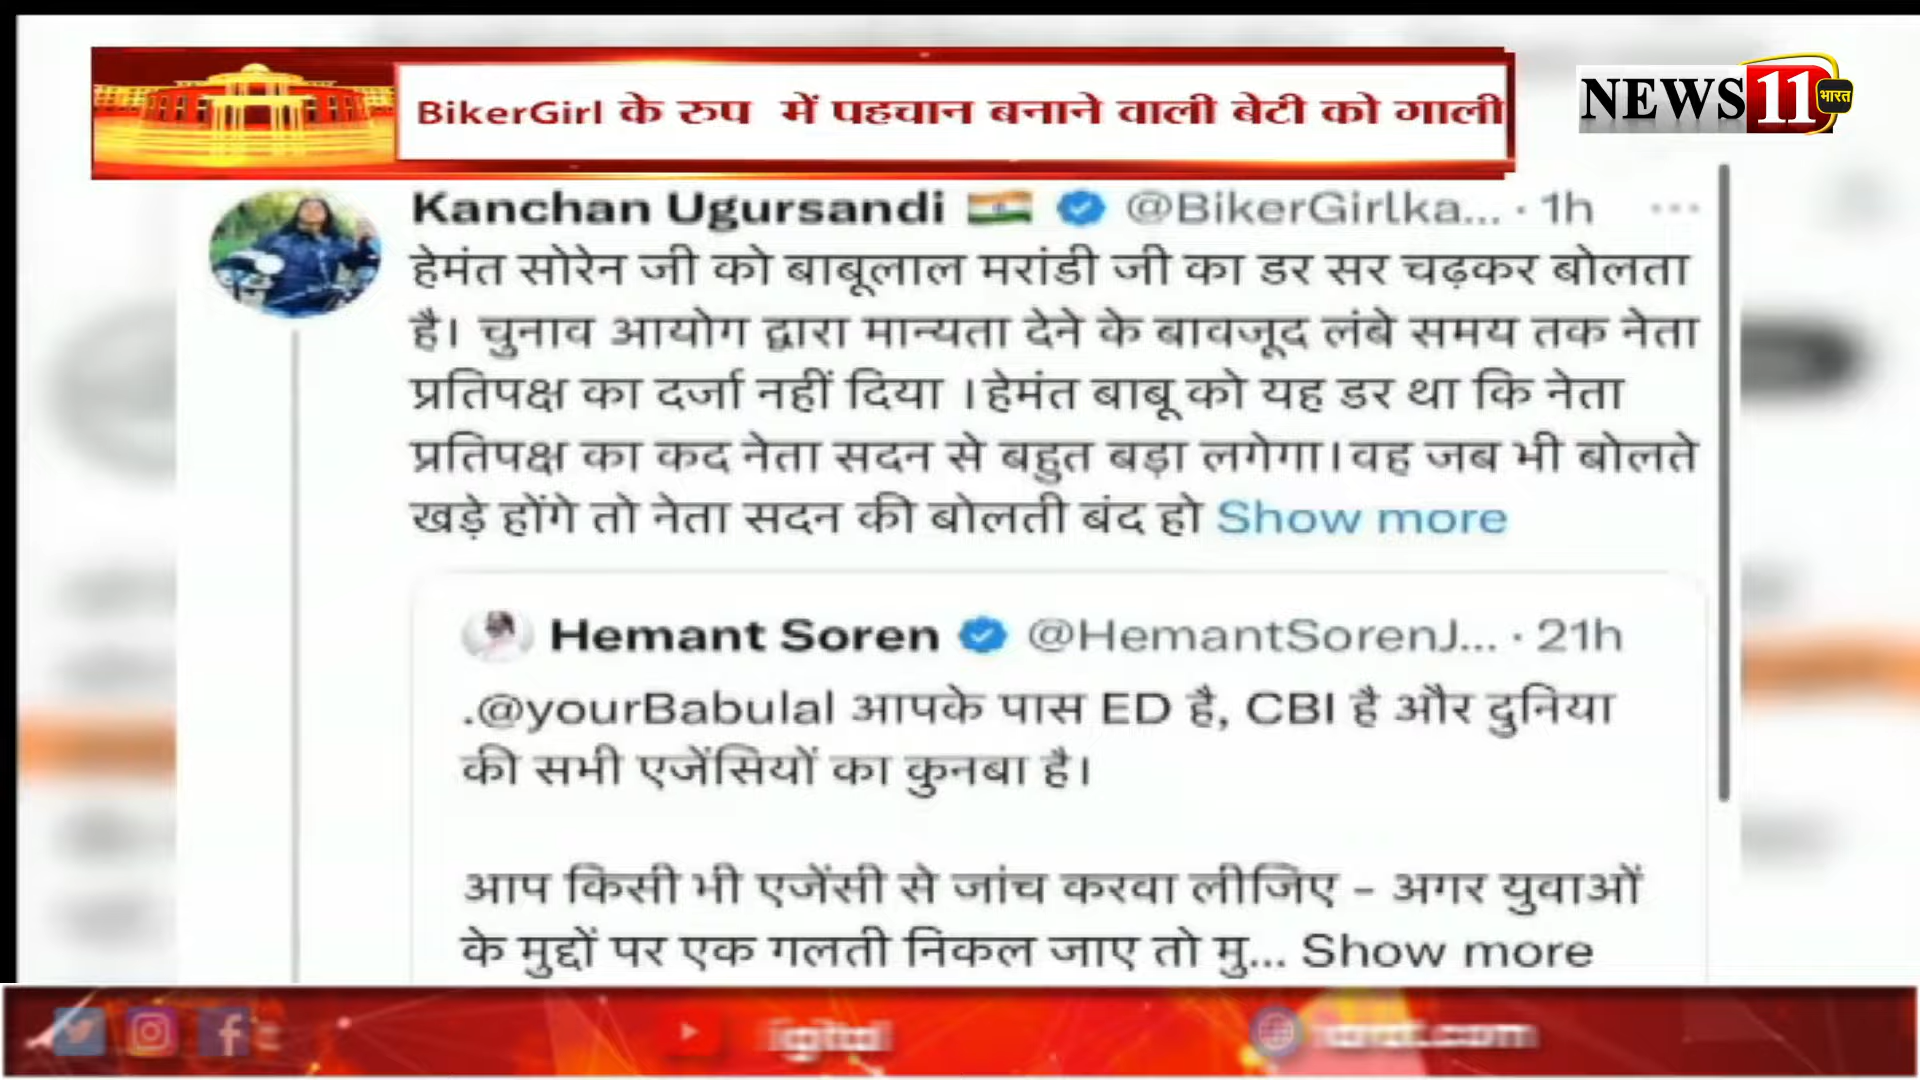 BikerGirl के रुप में पहचान बनाने वाली बेटी को गाली
NEWS 11 भारत
Kanchan Ugursandi @BikerGirlka... · 1h
हेमंत सोरेन जी को बाबूलाल मरांडी जी का डर सर चढ़कर बोलता
है। चुनाव आयोग द्वारा मान्यता देने के बावजूद लंबे समय तक नेता
प्रतिपक्ष का दर्जा नहीं दिया ।हेमंत बाबू को यह डर था कि नेता
प्रतिपक्ष का कद नेता सदन से बहुत बड़ा लगेगा।वह जब भी बोलते
खड़े होंगे तो नेता सदन की बोलती बंद हो Show more
Hemant Soren @HemantSorenJ... · 21h
.@yourBabulal आपके पास ED है, CBI है और दुनिया
की सभी एजेंसियों का कुनबा है।
आप किसी भी एजेंसी से जांच करवा लीजिए - अगर युवाओं
के मुद्दों पर एक गलती निकल जाए तो मु... Show more